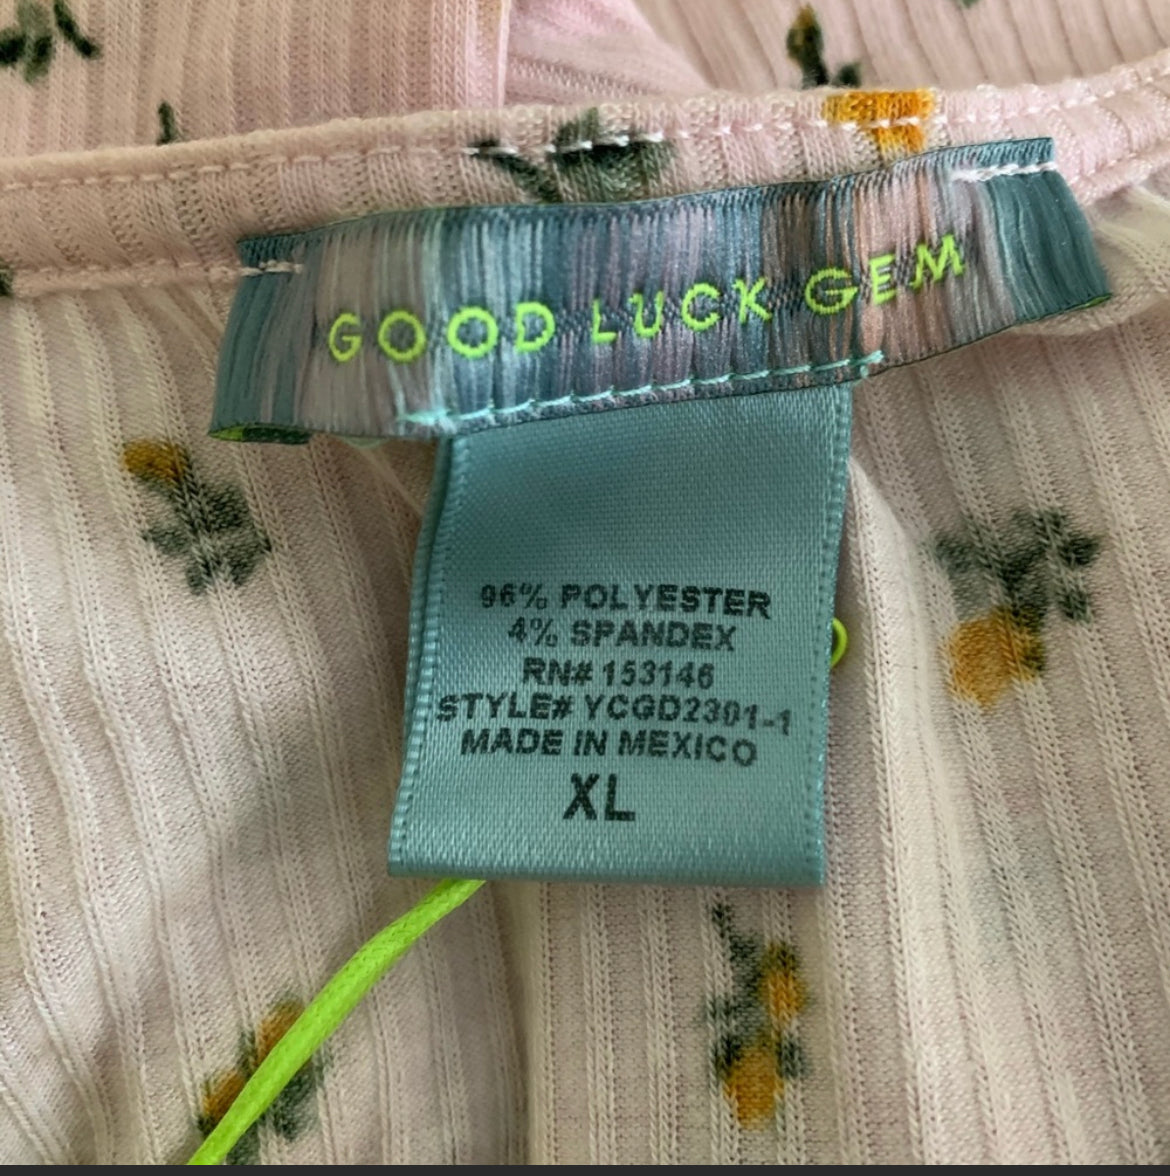 GOOD LUCK GEM
96% POLYESTER
4% SPANDEX
RN# 153146
STYLE# YCGD2301-1
MADE IN MEXICO
XL